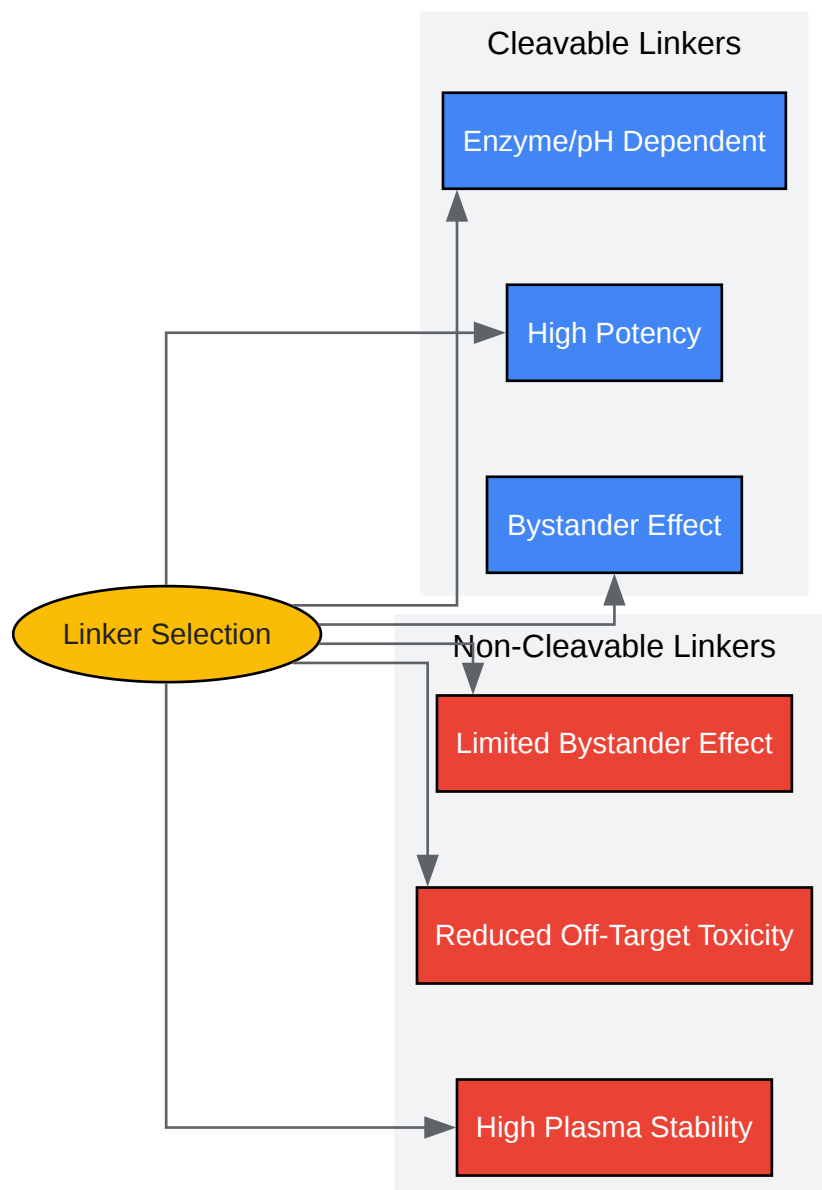 Cleavable Linkers
Enzyme/pH Dependent
High Potency
Bystander Effect
Linker Selection
Non-Cleavable Linkers
Limited Bystander Effect
Reduced Off-Target Toxicity
High Plasma Stability